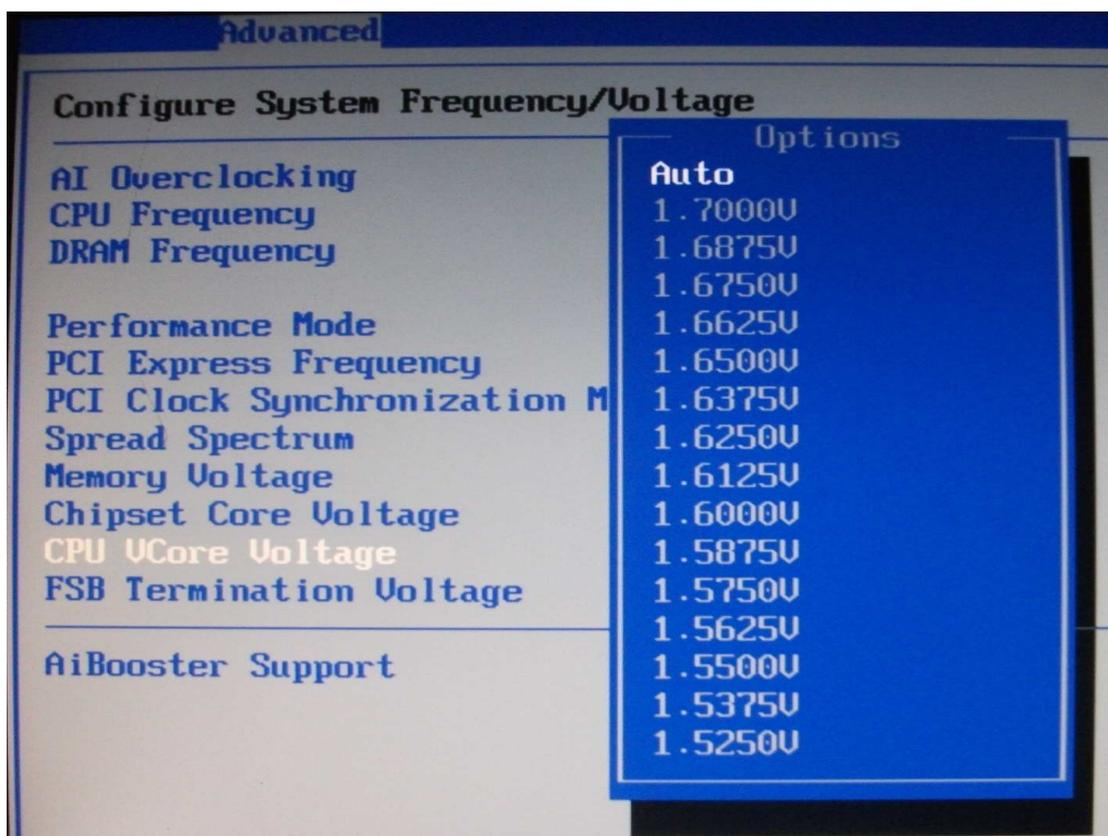 Advanced
Configure System Frequency/Voltage
AI Overclocking
CPU Frequency
DRAM Frequency
Performance Mode
PCI Express Frequency
PCI Clock Synchronization M
Spread Spectrum
Memory Voltage
Chipset Core Voltage
CPU VCore Voltage
FSB Termination Voltage
AiBooster Support
Options
Auto
1.7000V
1.6875V
1.6750V
1.6625V
1.6500V
1.6375V
1.6250V
1.6125V
1.6000V
1.5875V
1.5750V
1.5625V
1.5500V
1.5375V
1.5250V